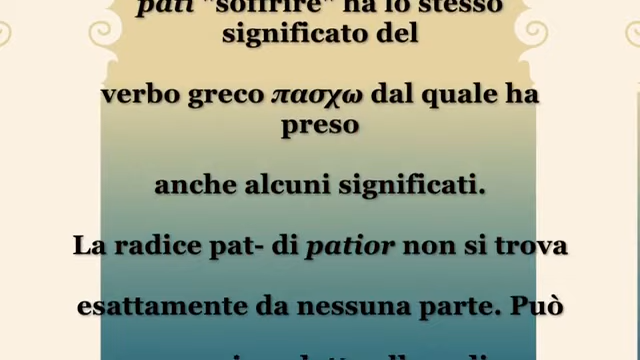 pati "soffrire" ha lo stesso
significato del
verbo greco πασχω dal quale ha
preso
anche alcuni significati.
La radice pat- di patior non si trova
esattamente da nessuna parte. Può